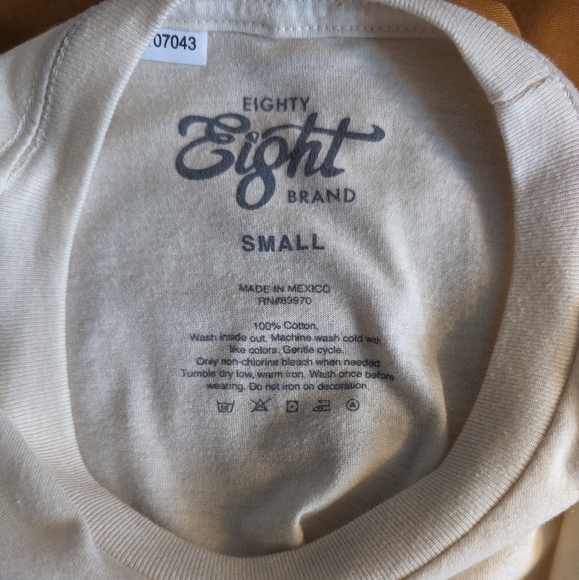 07043
EIGHTY
Eight
BRAND
SMALL
MADE IN MEXICO
RN#89970
100% Cotton.
Wash inside out. Machine wash cold with
like colors. Gentle cycle.
Only non-chlorine bleach when needed
Tumble dry low, warm iron. Wash once before
wearing. Do not iron on decoration.
A